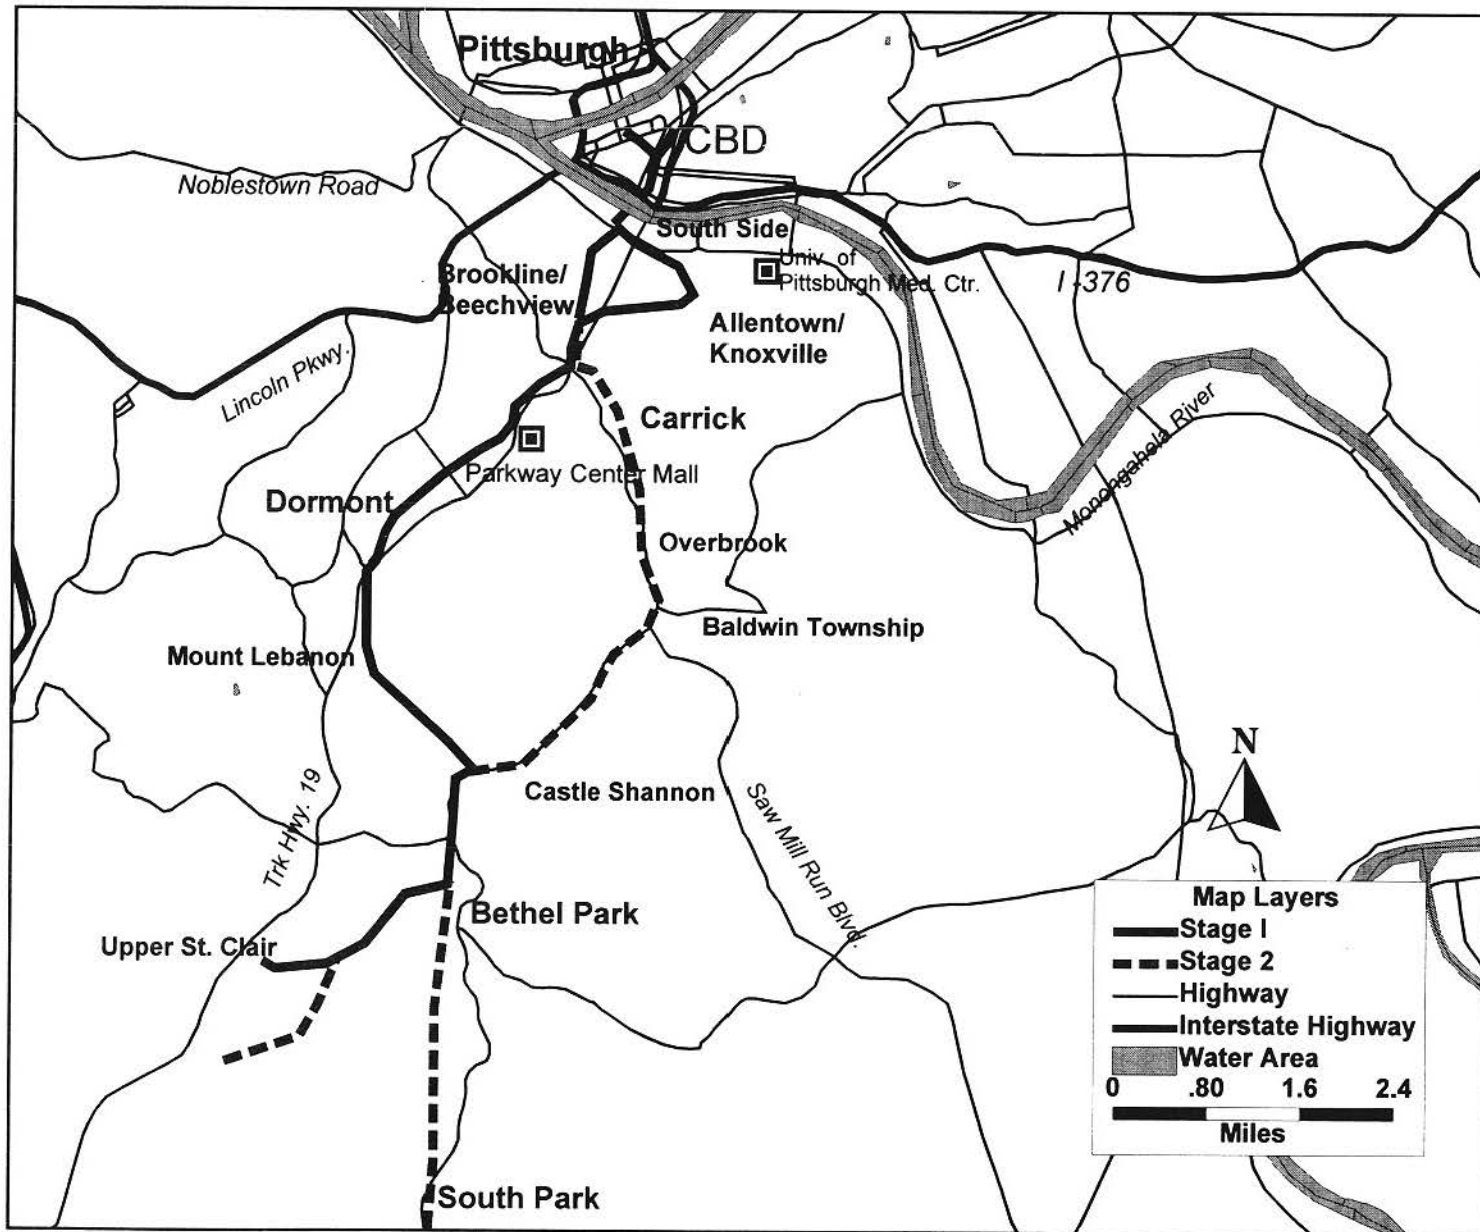 Pittsburgh
CBD
Noblestown Road
South Side
Univ. of
Pittsburgh Med. Ctr.
I-376
Brookline/
Beechview
Allentown/
Knoxville
Lincoln Pkwy.
Carrick
Monongahela River
Parkway Center Mall
Dormont
Overbrook
Baldwin Township
Mount Lebanon
N
Castle Shannon
Trk Hwy. 19
Saw Mill Run Blvd.
Bethel Park
Upper St. Clair
South Park
Map Layers
Stage I
Stage 2
Highway
Interstate Highway
Water Area
0 .80 1.6 2.4
Miles